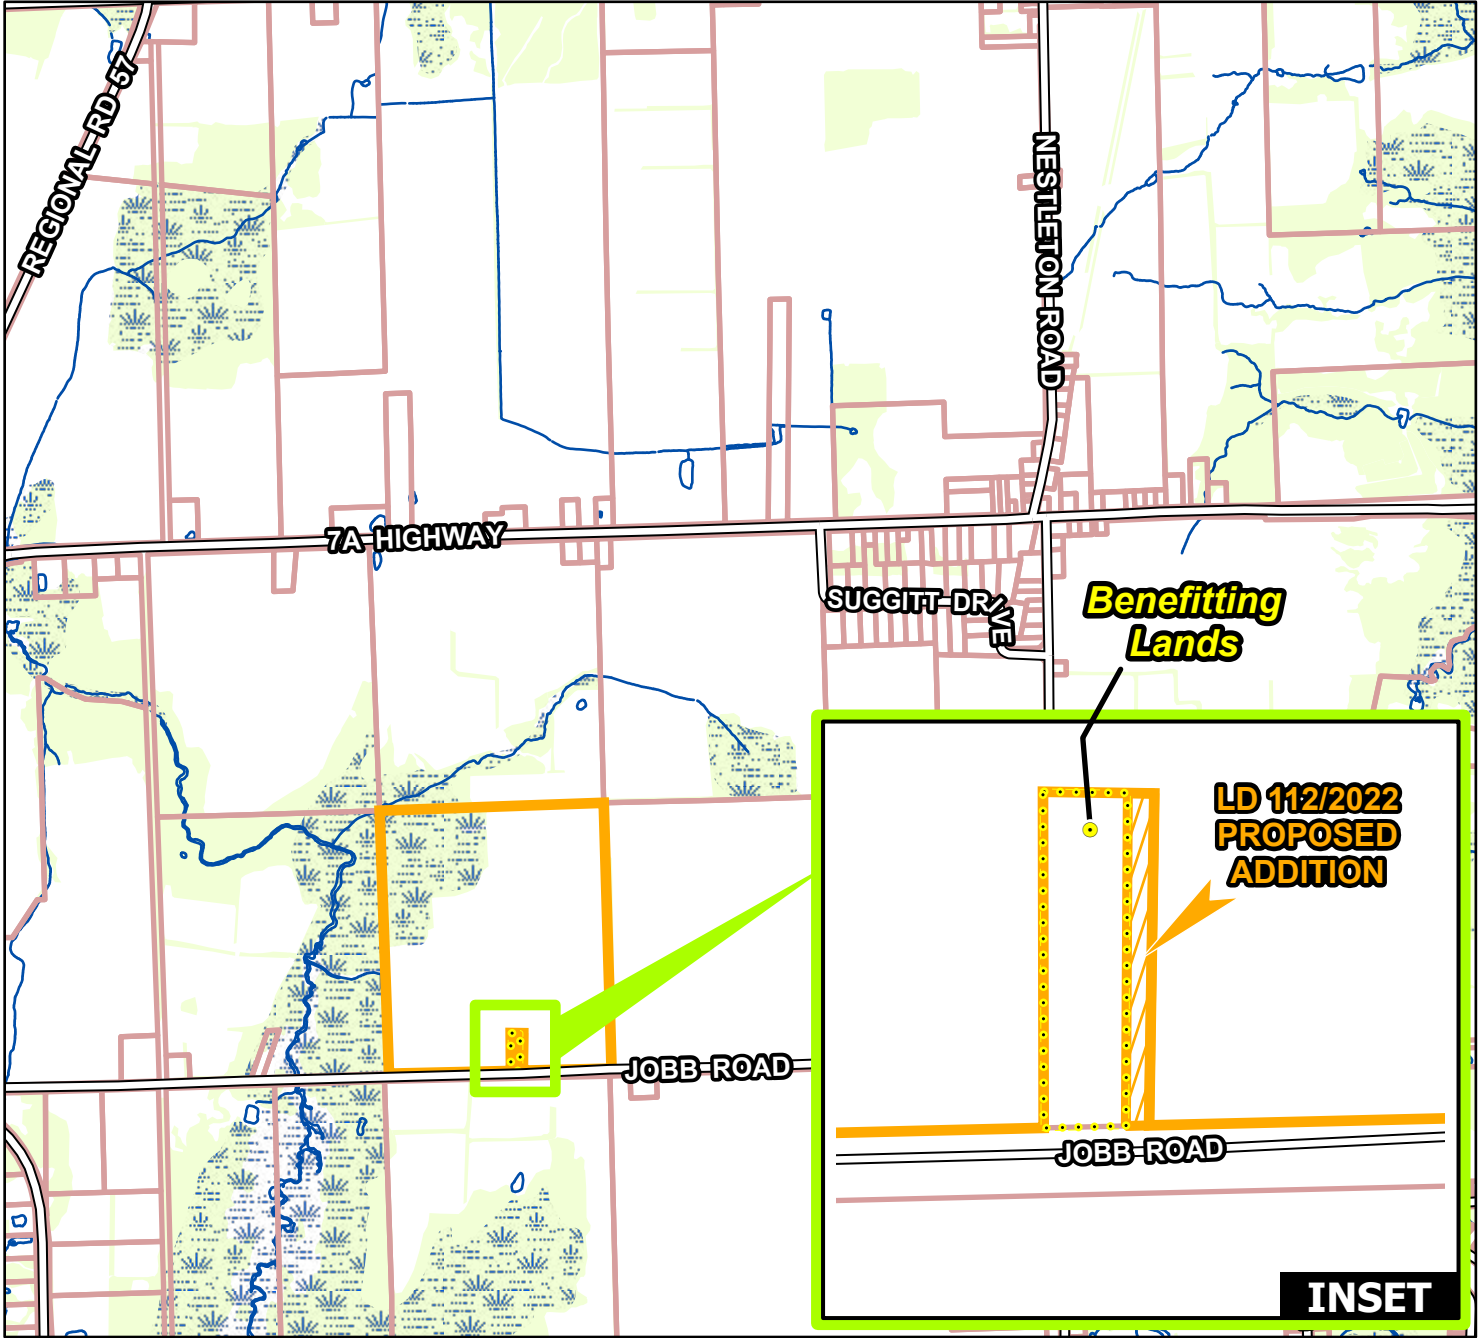 REGIONAL RD 57
NESTLETON ROAD
7A HIGHWAY
SUGGITT DRIVE
Benefitting
Lands
LD 112/2022
PROPOSED
ADDITION
JOBB ROAD
JOBB ROAD
INSET